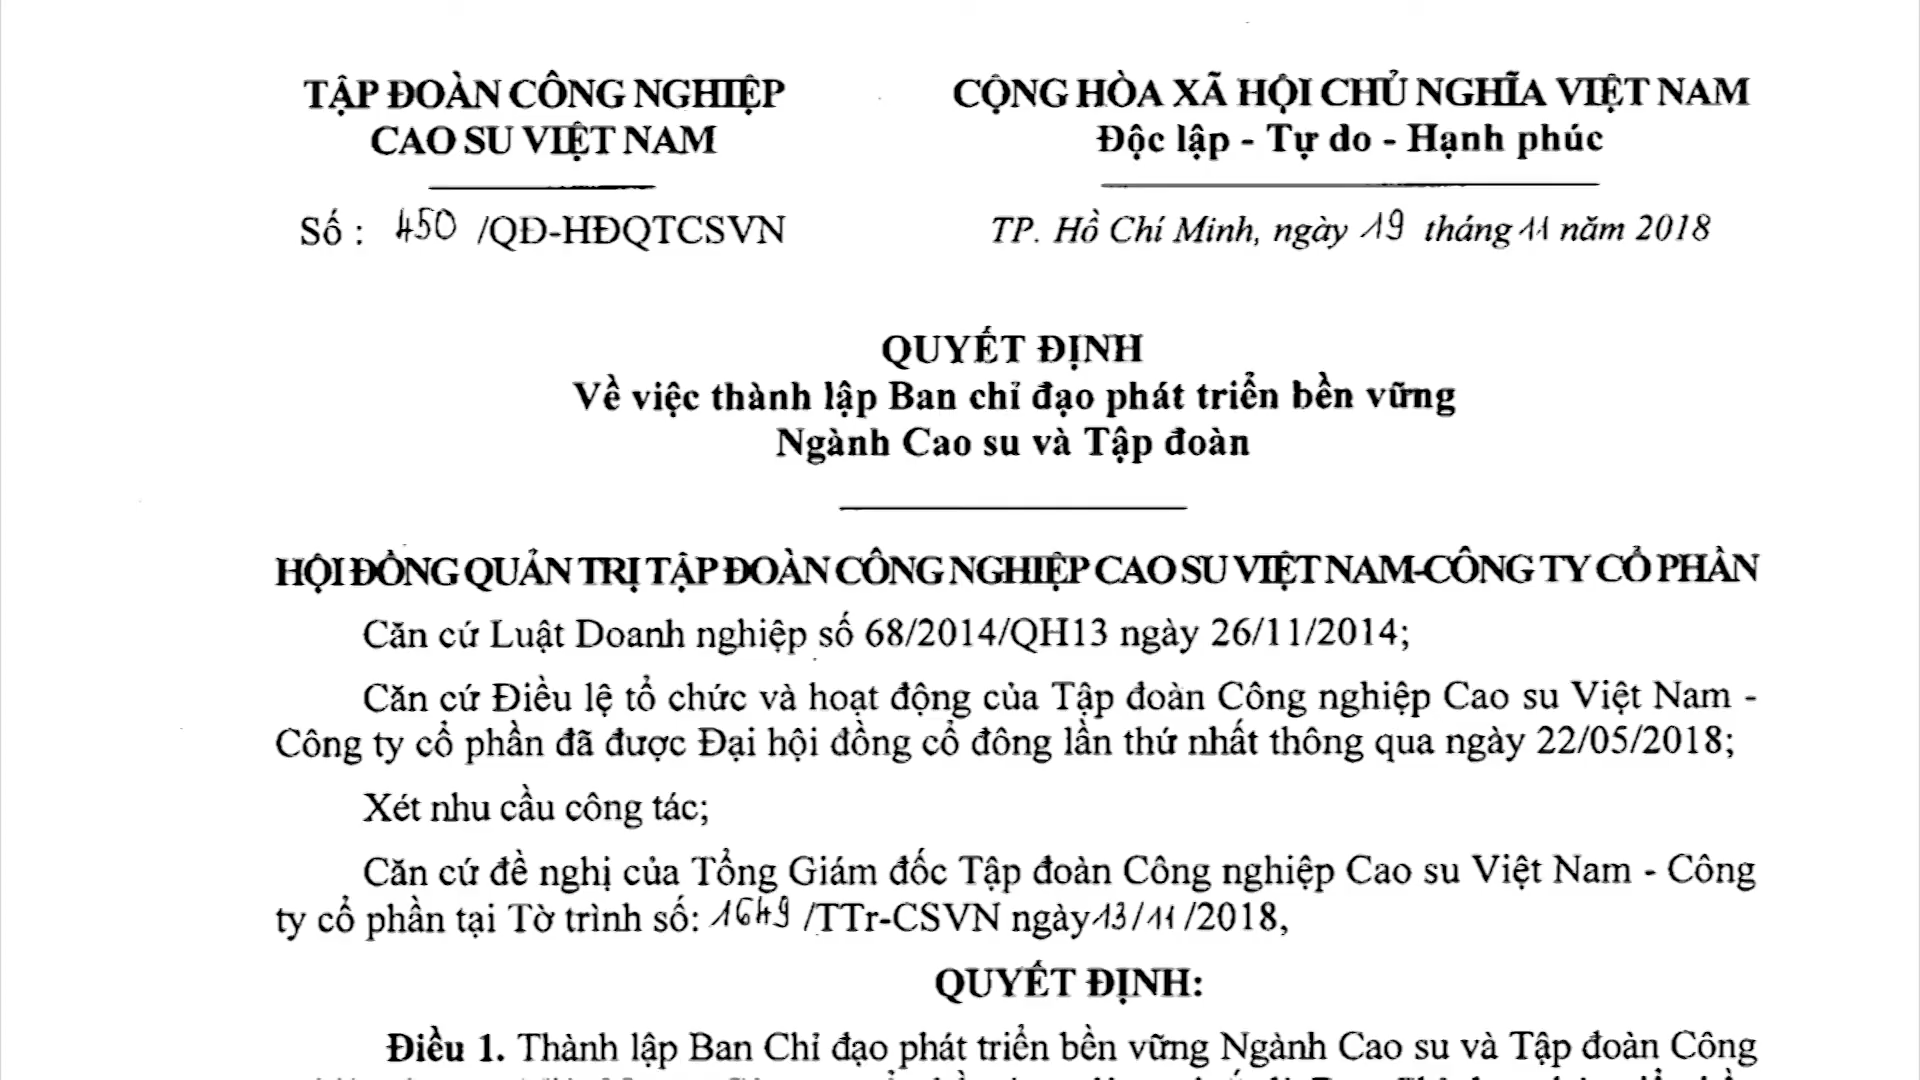 TẬP ĐOÀN CÔNG NGHIỆP
CAO SU VIỆT NAM
CỘNG HÒA XÃ HỘI CHỦ NGHĨA VIỆT NAM
Độc lập - Tự do - Hạnh phúc
Số : 450 /QĐ-HĐQTCSVN
TP. Hồ Chí Minh, ngày 19 tháng 11 năm 2018
QUYẾT ĐỊNH
Về việc thành lập Ban chỉ đạo phát triển bền vững
Ngành Cao su và Tập đoàn
HỘI ĐỒNG QUẢN TRỊ TẬP ĐOÀN CÔNG NGHIỆP CAO SU VIỆT NAM-CÔNG TY CỔ PHẦN
Căn cứ Luật Doanh nghiệp số 68/2014/QH13 ngày 26/11/2014;
Căn cứ Điều lệ tổ chức và hoạt động của Tập đoàn Công nghiệp Cao su Việt Nam -
Công ty cổ phần đã được Đại hội đồng cổ đông lần thứ nhất thông qua ngày 22/05/2018;
Xét nhu cầu công tác;
Căn cứ đề nghị của Tổng Giám đốc Tập đoàn Công nghiệp Cao su Việt Nam - Công
ty cổ phần tại Tờ trình số: 1649 /TTr-CSVN ngày 13/11/2018,
QUYẾT ĐỊNH:
Điều 1. Thành lập Ban Chỉ đạo phát triển bền vững Ngành Cao su và Tập đoàn Công